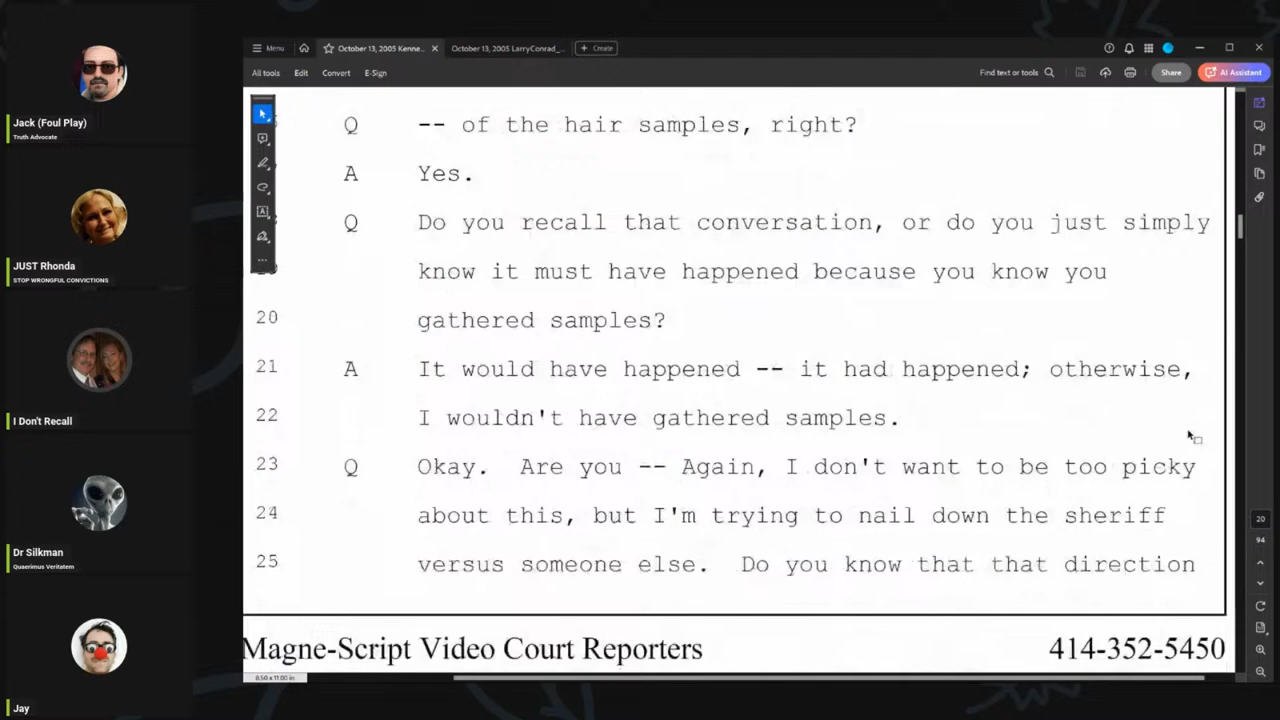 Jack (Foul Play)
Truth Advocate
JUST Rhonda
STOP WRONGFUL CONVICTIONS
I Don't Recall
Dr Silkman
Quaerimus Veritatem
Jay
Menu
October 13, 2005 Kenne...
October 13, 2005 LarryConrad_...
+ Create
All tools Edit Convert E-Sign
Find text or tools
Share
AI Assistant
Q -- of the hair samples, right?
A Yes.
Q Do you recall that conversation, or do you just simply
know it must have happened because you know you
20 gathered samples?
21 A It would have happened -- it had happened; otherwise,
22 I wouldn't have gathered samples.
23 Q Okay. Are you -- Again, I don't want to be too picky
24 about this, but I'm trying to nail down the sheriff
25 versus someone else. Do you know that that direction
Magne-Script Video Court Reporters 414-352-5450
8.50 x 11.00 in
20
94